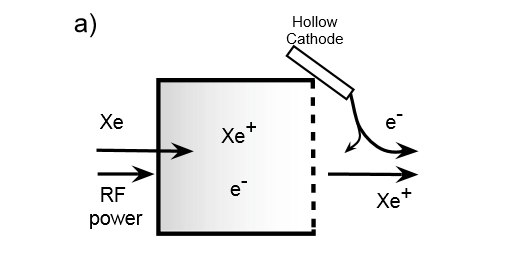 a)
Hollow
Cathode
Xe
Xe⁺
e⁻
e⁻
RF
power
Xe⁺